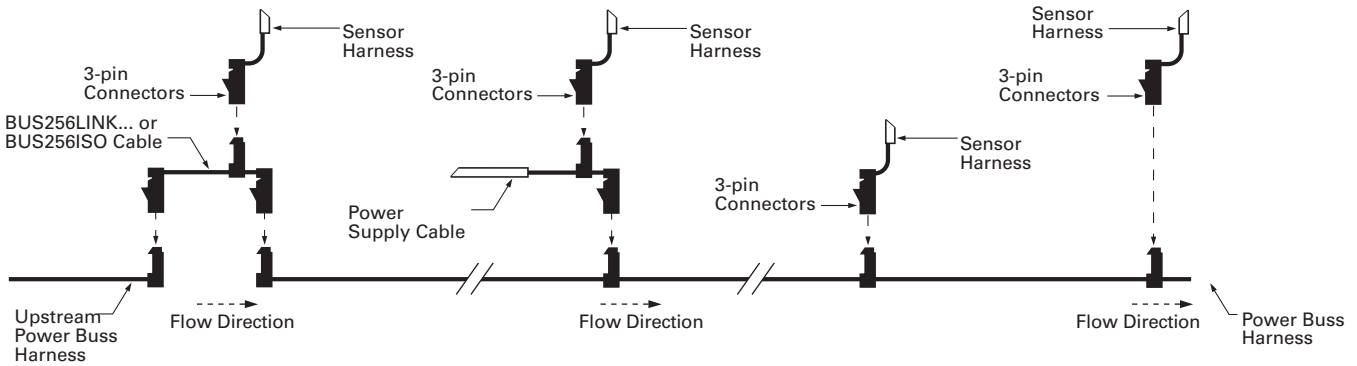 Sensor
Harness
3-pin
Connectors
BUS256LINK... or
BUS256ISO Cable
Sensor
Harness
3-pin
Connectors
Power
Supply Cable
Sensor
Harness
3-pin
Connectors
Sensor
Harness
3-pin
Connectors
Upstream
Power Buss
Harness
Flow Direction
Flow Direction
Flow Direction
Power Buss
Harness